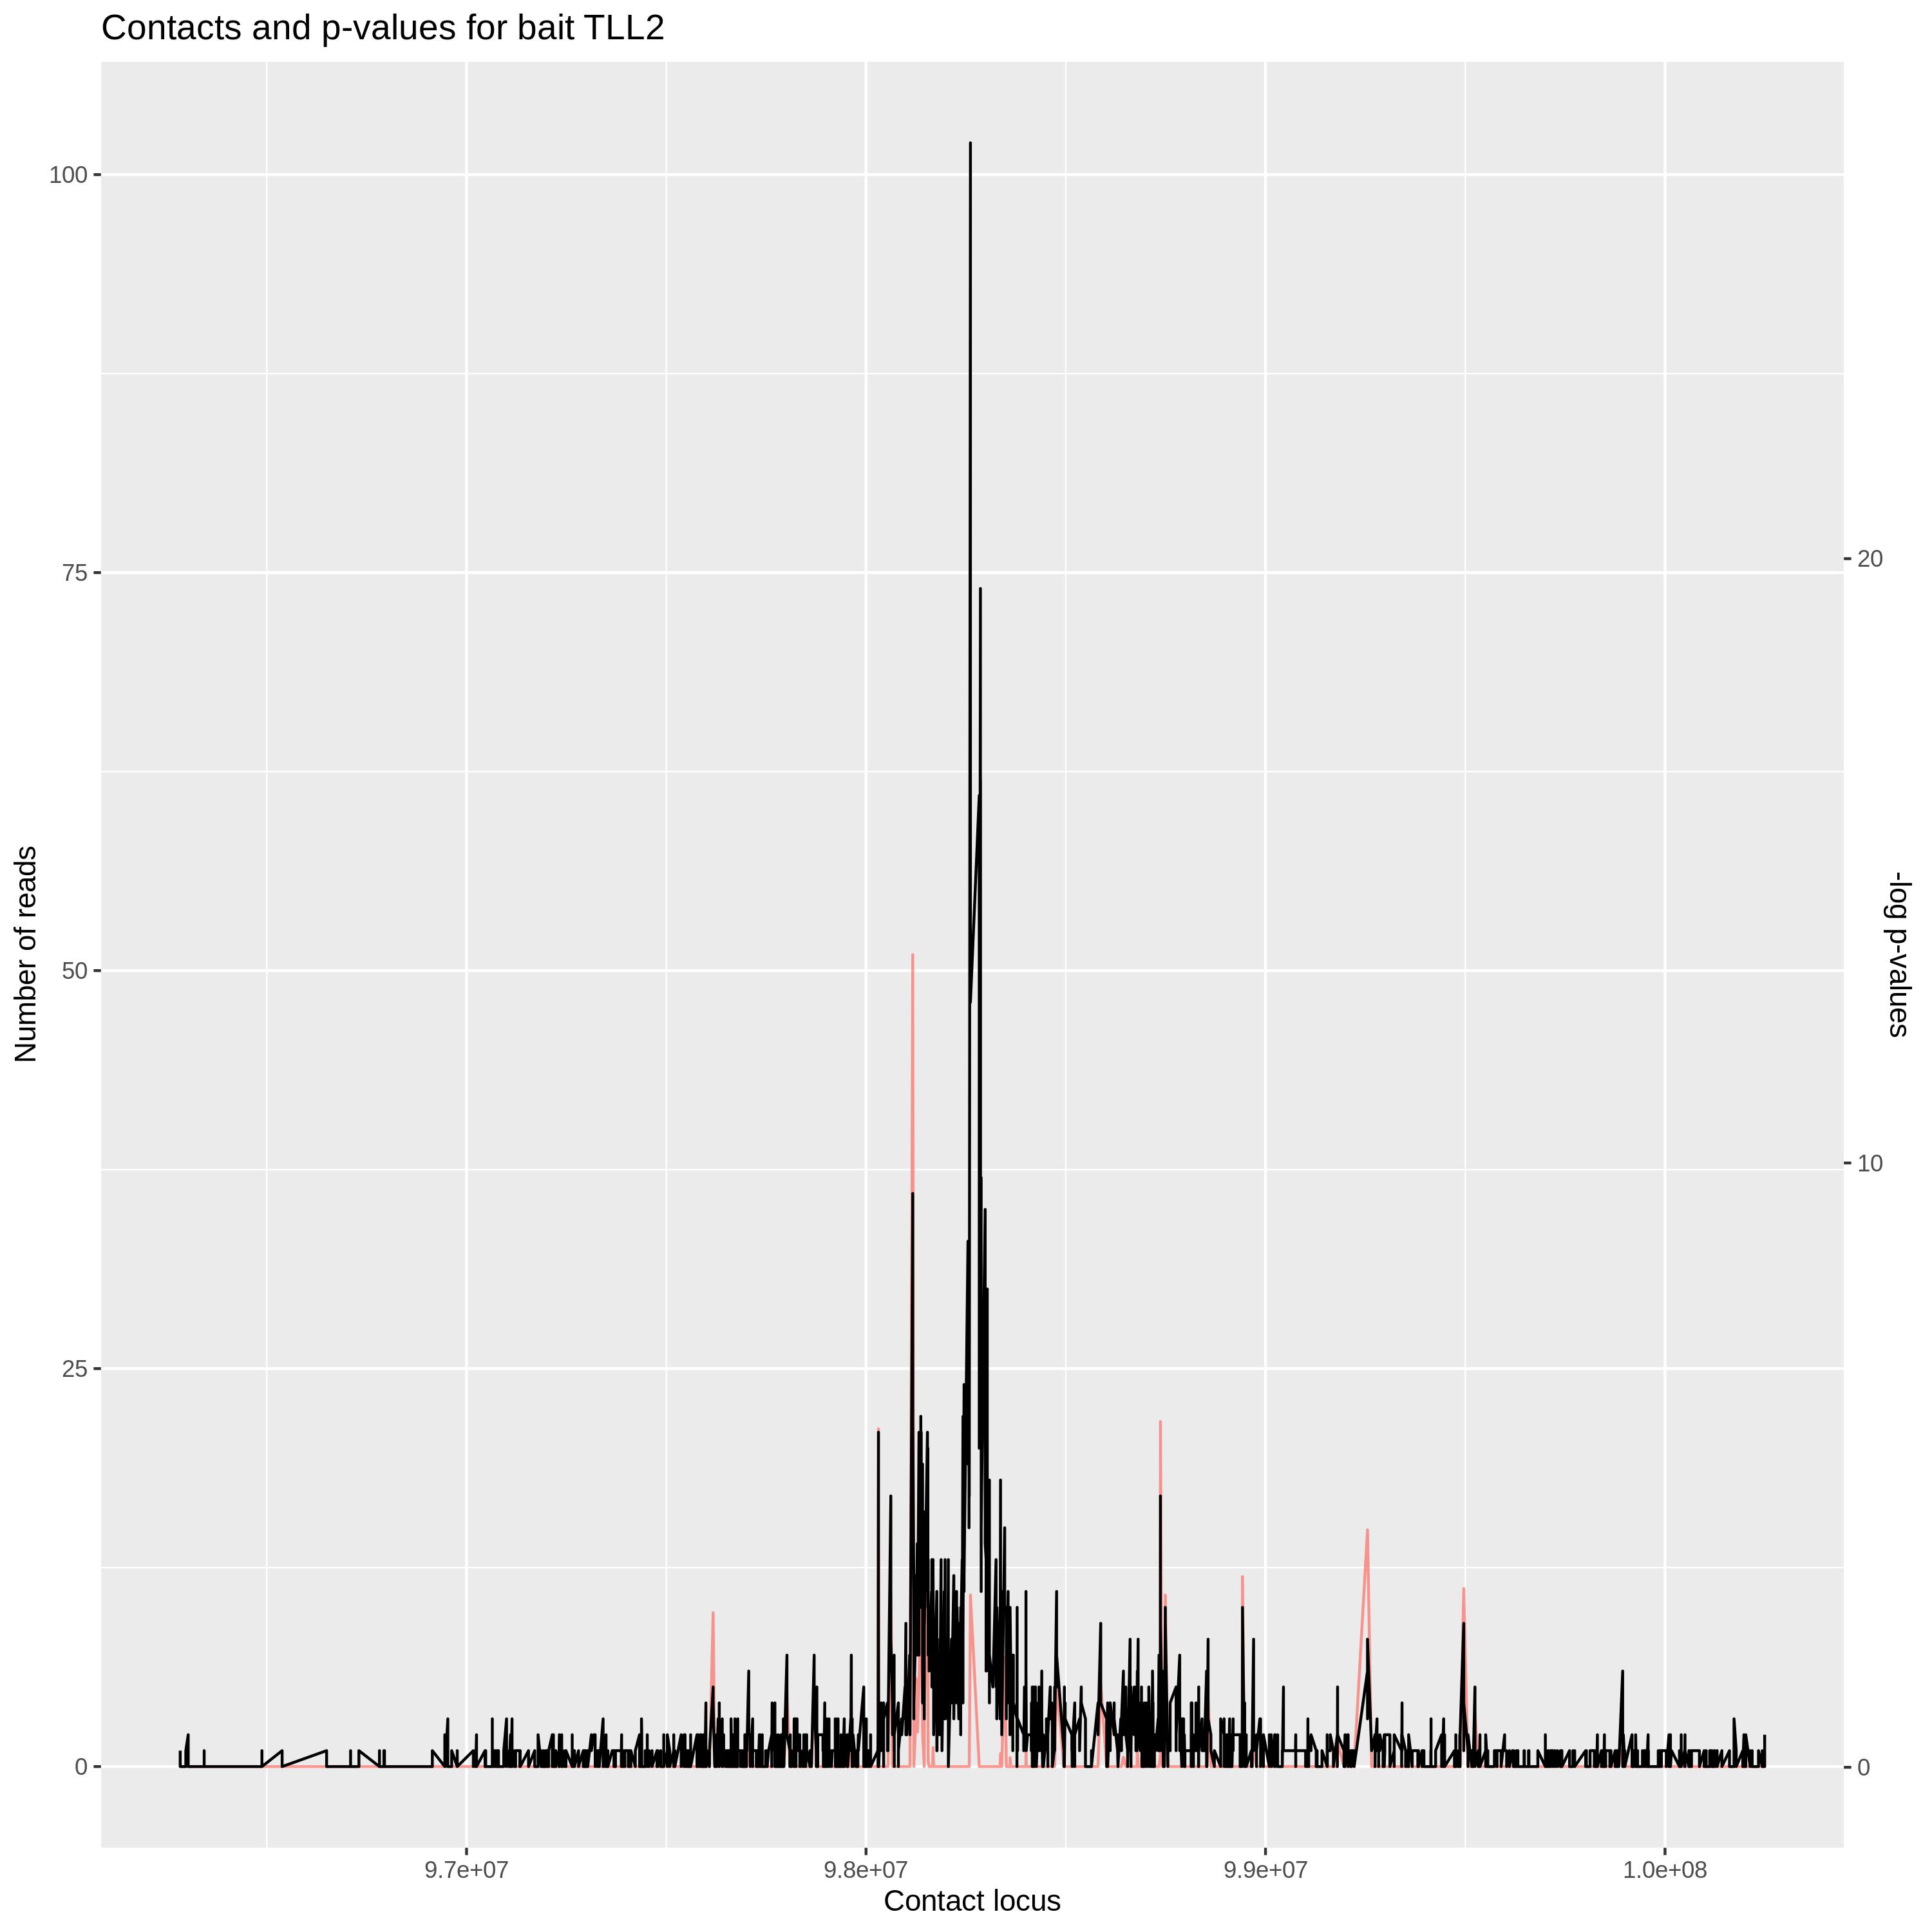 Contacts and p-values for bait TLL2
100
75
50
25
0
Number of reads
20
10
0
-log p-values
9.7e+07
9.8e+07
9.9e+07
1.0e+08
Contact locus